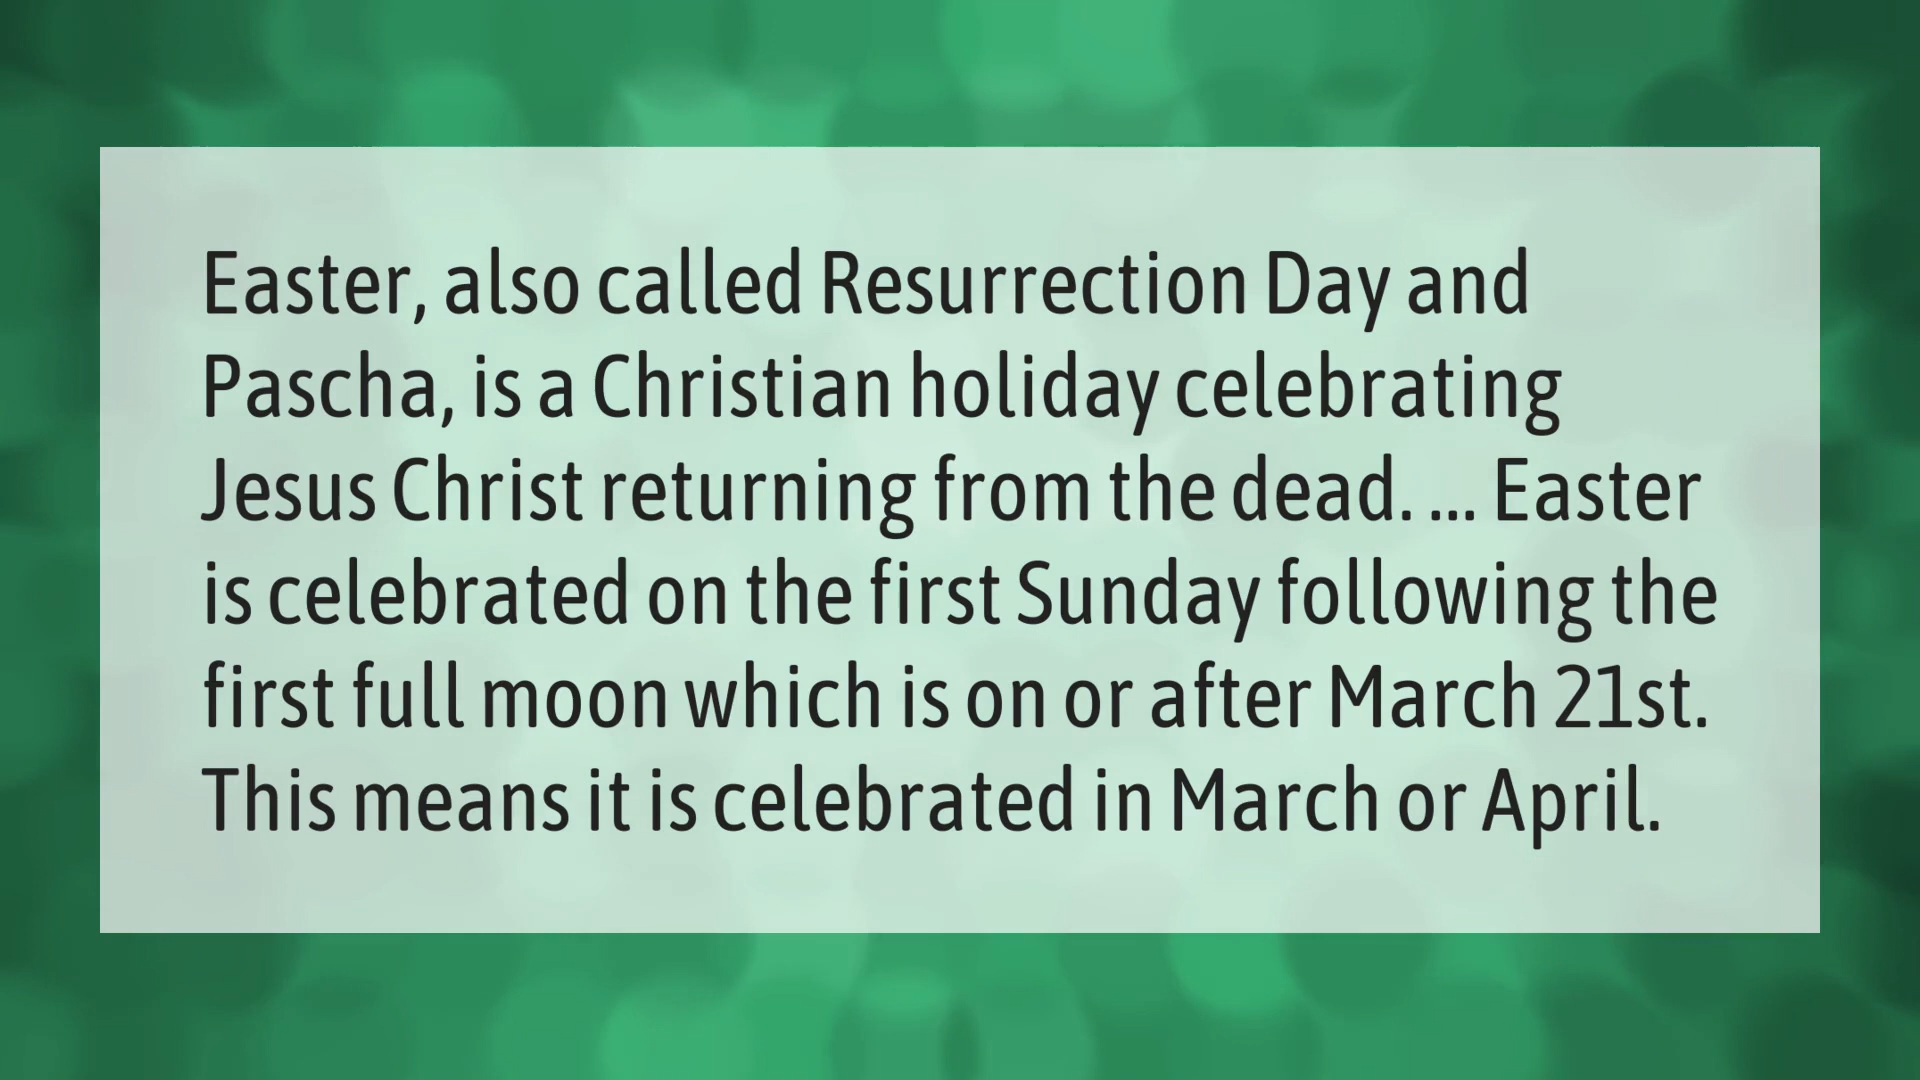 Easter, also called Resurrection Day and
Pascha, is a Christian holiday celebrating
Jesus Christ returning from the dead. ... Easter
is celebrated on the first Sunday following the
first full moon which is on or after March 21st.
This means it is celebrated in March or April.